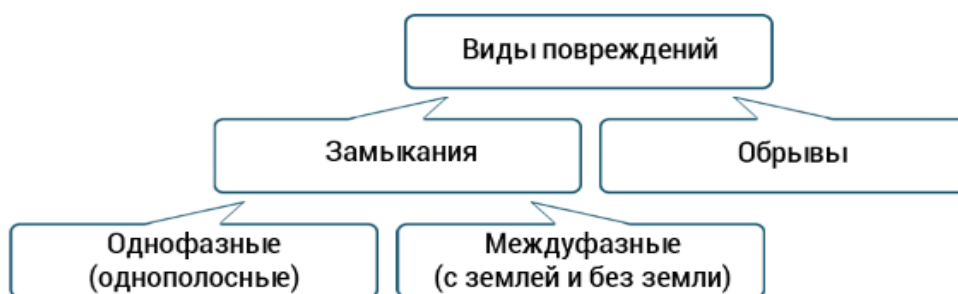 Виды повреждений
Замыкания
Обрывы
Однофазные
(однополосные)
Междуфазные
(с землей и без земли)